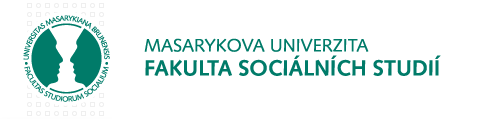 UNIVERSITAS MASARYKIANA BRUNENSIS
FACULTAS STUDIORUM SOCIALIUM
MASARYKOVA UNIVERZITA
FAKULTA SOCIÁLNÍCH STUDIÍ